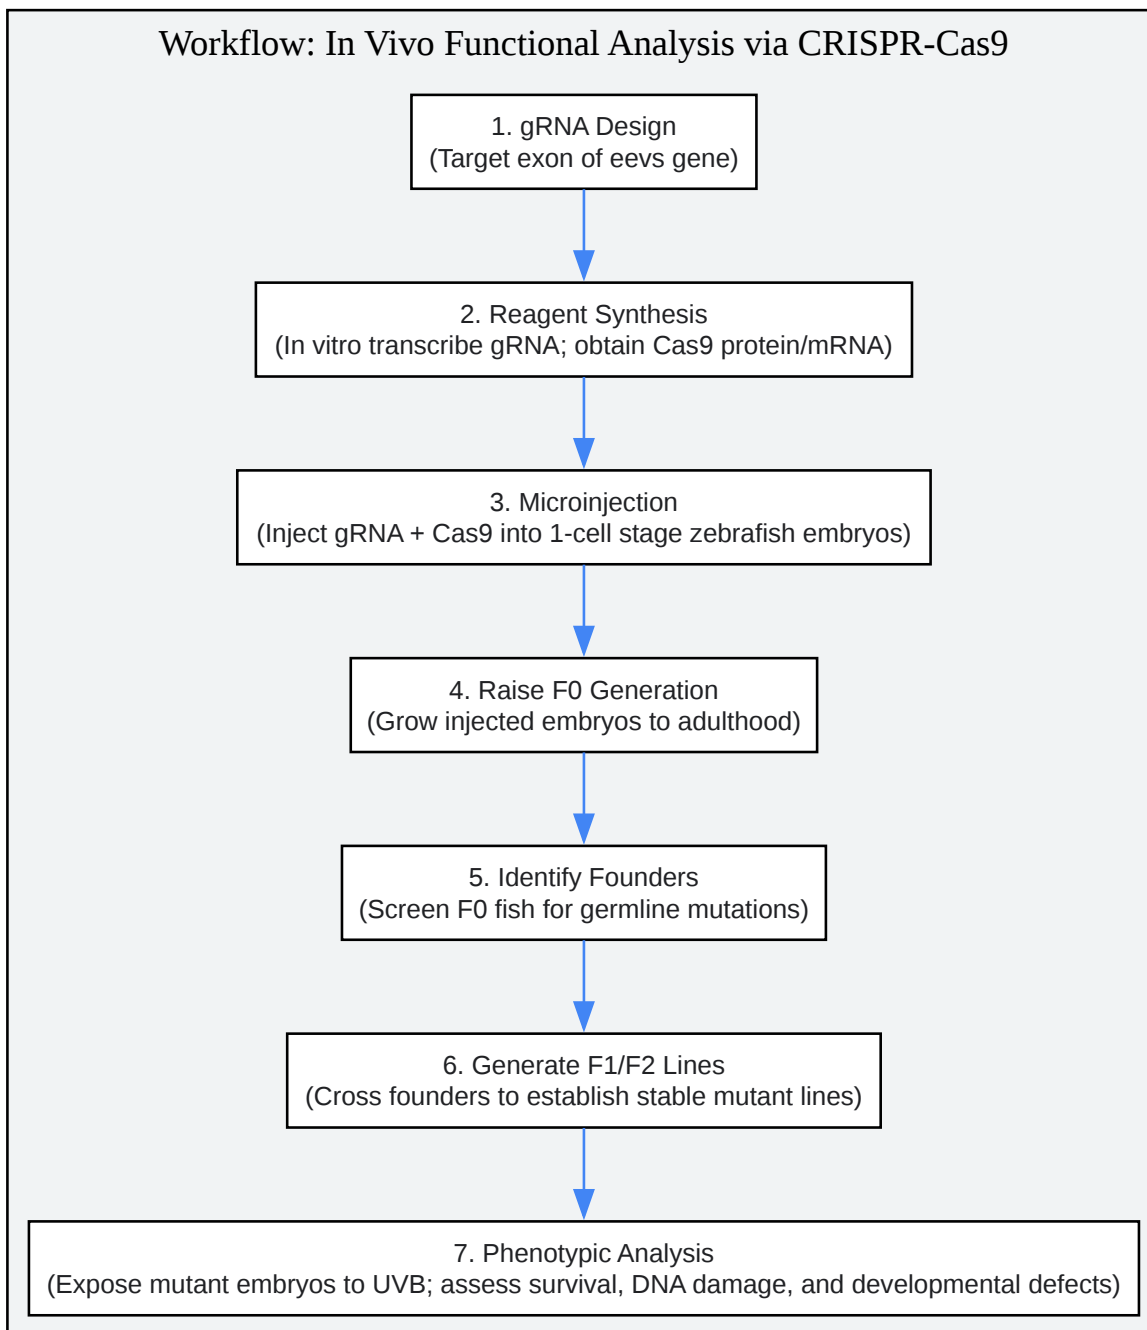 Workflow: In Vivo Functional Analysis via CRISPR-Cas9
1. gRNA Design
(Target exon of eevs gene)
2. Reagent Synthesis
(In vitro transcribe gRNA; obtain Cas9 protein/mRNA)
3. Microinjection
(Inject gRNA + Cas9 into 1-cell stage zebrafish embryos)
4. Raise F0 Generation
(Grow injected embryos to adulthood)
5. Identify Founders
(Screen F0 fish for germline mutations)
6. Generate F1/F2 Lines
(Cross founders to establish stable mutant lines)
7. Phenotypic Analysis
(Expose mutant embryos to UVB; assess survival, DNA damage, and developmental defects)